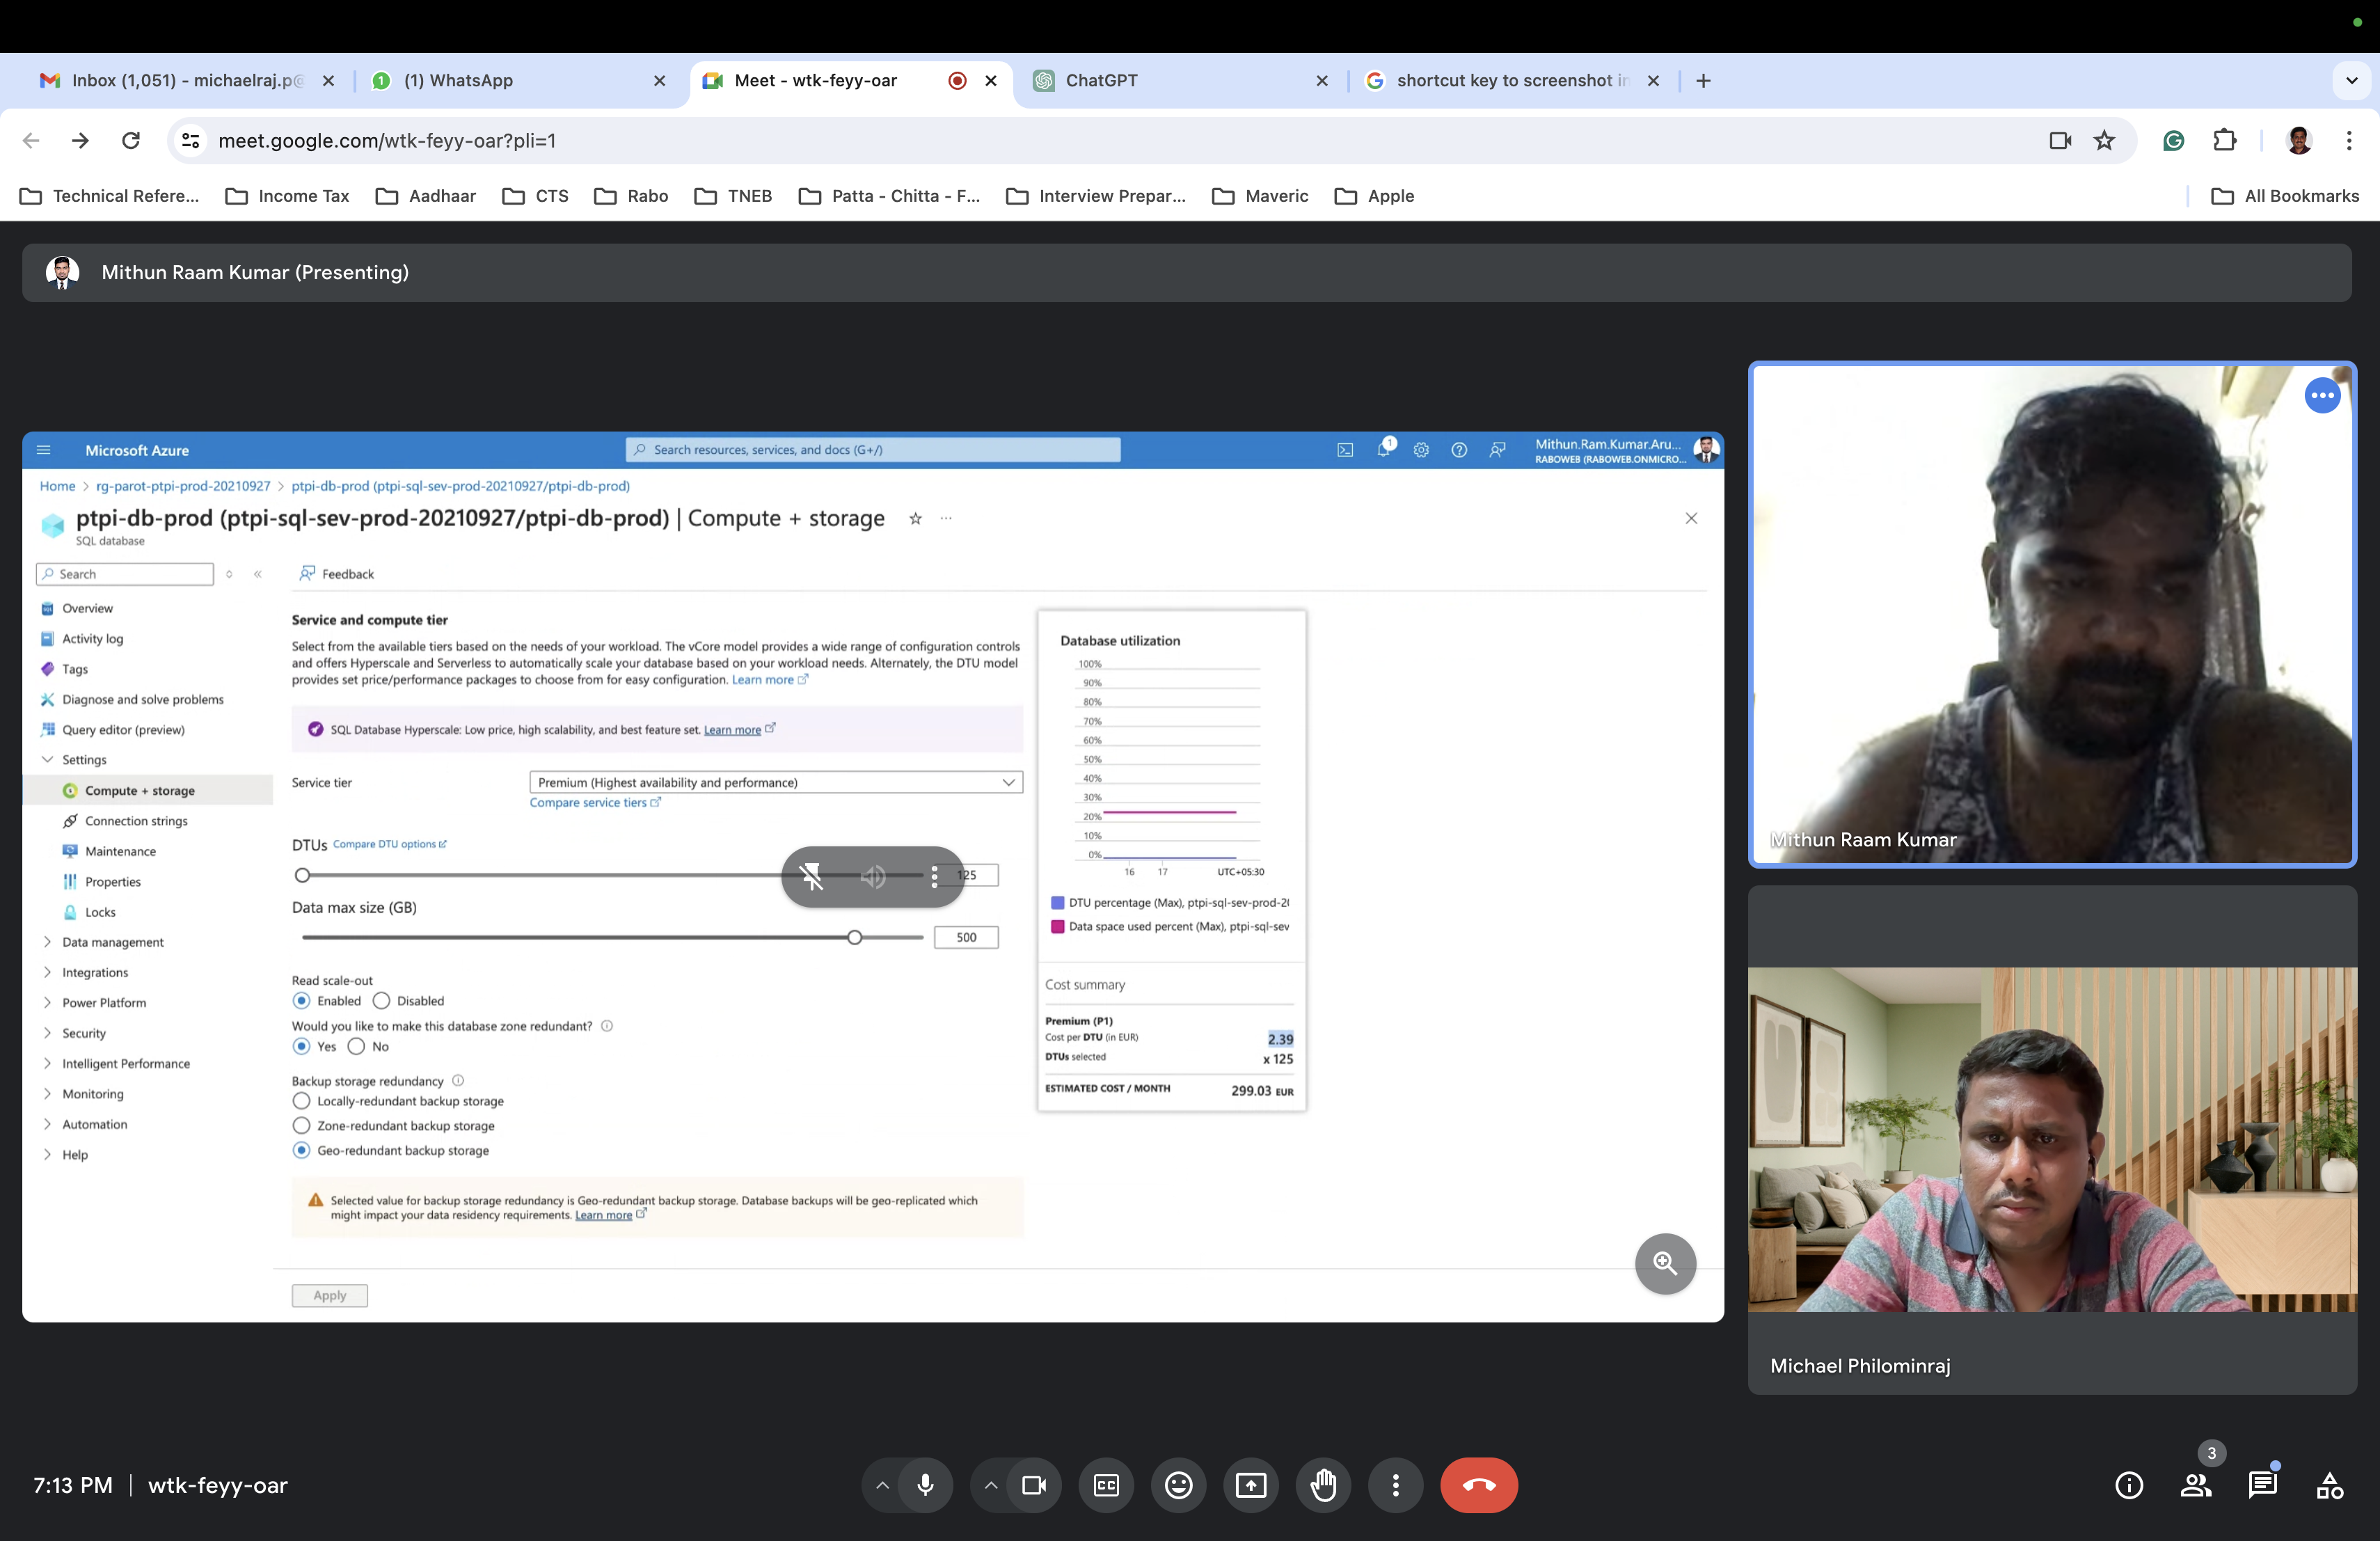 Inbox (1,051) - michaelraj.p@
(1) WhatsApp
Meet - wtk-feyy-oar
ChatGPT
shortcut key to screenshot in
meet.google.com/wtk-feyy-oar?pli=1
Technical Refere...
Income Tax
Aadhaar
CTS
Rabo
TNEB
Patta - Chitta - F...
Interview Prepar...
Maveric
Apple
All Bookmarks
Mithun Raam Kumar (Presenting)
Microsoft Azure
Search resources, services, and docs (G+/)
1
Mithun.Ram.Kumar.Aru...
RABOWEB (RABOWEB.ONMICRO...
Home > rg-parot-ptpi-prod-20210927 > ptpi-db-prod (ptpi-sql-sev-prod-20210927/ptpi-db-prod)
ptpi-db-prod (ptpi-sql-sev-prod-20210927/ptpi-db-prod) | Compute + storage
SQL database
Search
Overview
Activity log
Tags
Diagnose and solve problems
Query editor (preview)
Settings
Compute + storage
Connection strings
Maintenance
Properties
Locks
Data management
Integrations
Power Platform
Security
Intelligent Performance
Monitoring
Automation
Help
Feedback
Service and compute tier
Select from the available tiers based on the needs of your workload. The vCore model provides a wide range of configuration controls
and offers Hyperscale and Serverless to automatically scale your database based on your workload needs. Alternately, the DTU model
provides set price/performance packages to choose from for easy configuration. Learn more
SQL Database Hyperscale: Low price, high scalability, and best feature set. Learn more
Service tier
Premium (Highest availability and performance)
Compare service tiers
DTUs Compare DTU options
125
Data max size (GB)
500
Read scale-out
Enabled Disabled
Would you like to make this database zone redundant?
Yes No
Backup storage redundancy
Locally-redundant backup storage
Zone-redundant backup storage
Geo-redundant backup storage
Selected value for backup storage redundancy is Geo-redundant backup storage. Database backups will be geo-replicated which
might impact your data residency requirements. Learn more
Apply
Database utilization
100%
90%
80%
70%
60%
50%
40%
30%
20%
10%
0%
16 17 UTC+05:30
DTU percentage (Max), ptpi-sql-sev-prod-20
Data space used percent (Max), ptpi-sql-sev
Cost summary
Premium (P1)
Cost per DTU (in EUR) 2.39
DTUs selected x 125
ESTIMATED COST / MONTH 299.03 EUR
Mithun Raam Kumar
Michael Philominraj
7:13 PM | wtk-feyy-oar
CC
3